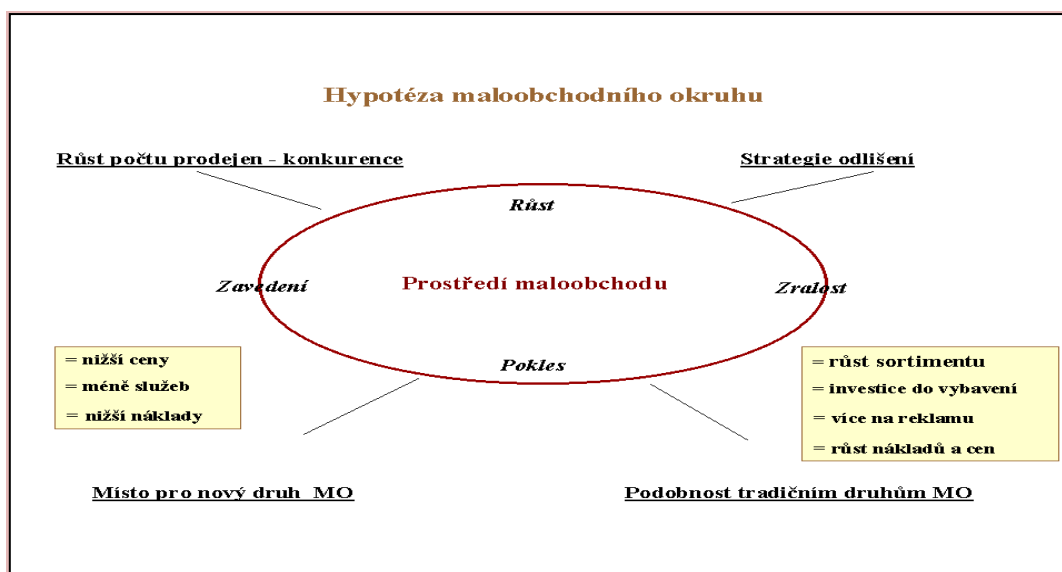 Hypotéza maloobchodního okruhu
Růst počtu prodejen - konkurence
Strategie odlišení
Růst
Zavedení
Prostředí maloobchodu
Zralost
Pokles
= nižší ceny
= méně služeb
= nižší náklady
= růst sortimentu
= investice do vybavení
= více na reklamu
= růst nákladů a cen
Místo pro nový druh MO
Podobnost tradičním druhům MO